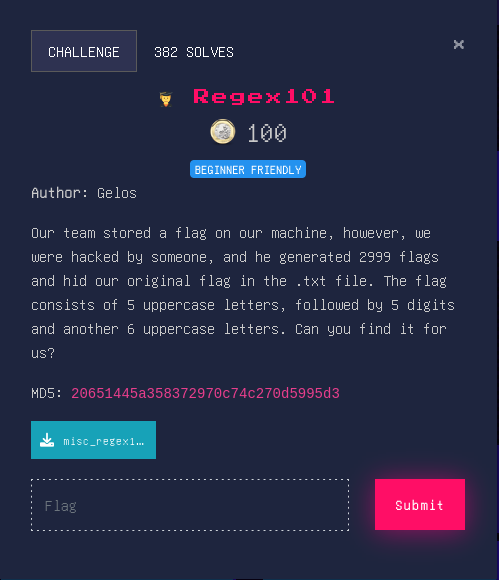 CHALLENGE
382 SOLVES
×
Regex101
100
BEGINNER FRIENDLY
Author: Gelos
Our team stored a flag on our machine, however, we
were hacked by someone, and he generated 2999 flags
and hid our original flag in the .txt file. The flag
consists of 5 uppercase letters, followed by 5 digits
and another 6 uppercase letters. Can you find it for
us?
MD5: 20651445a358372970c74c270d5995d3
misc_regex1…
Flag
Submit